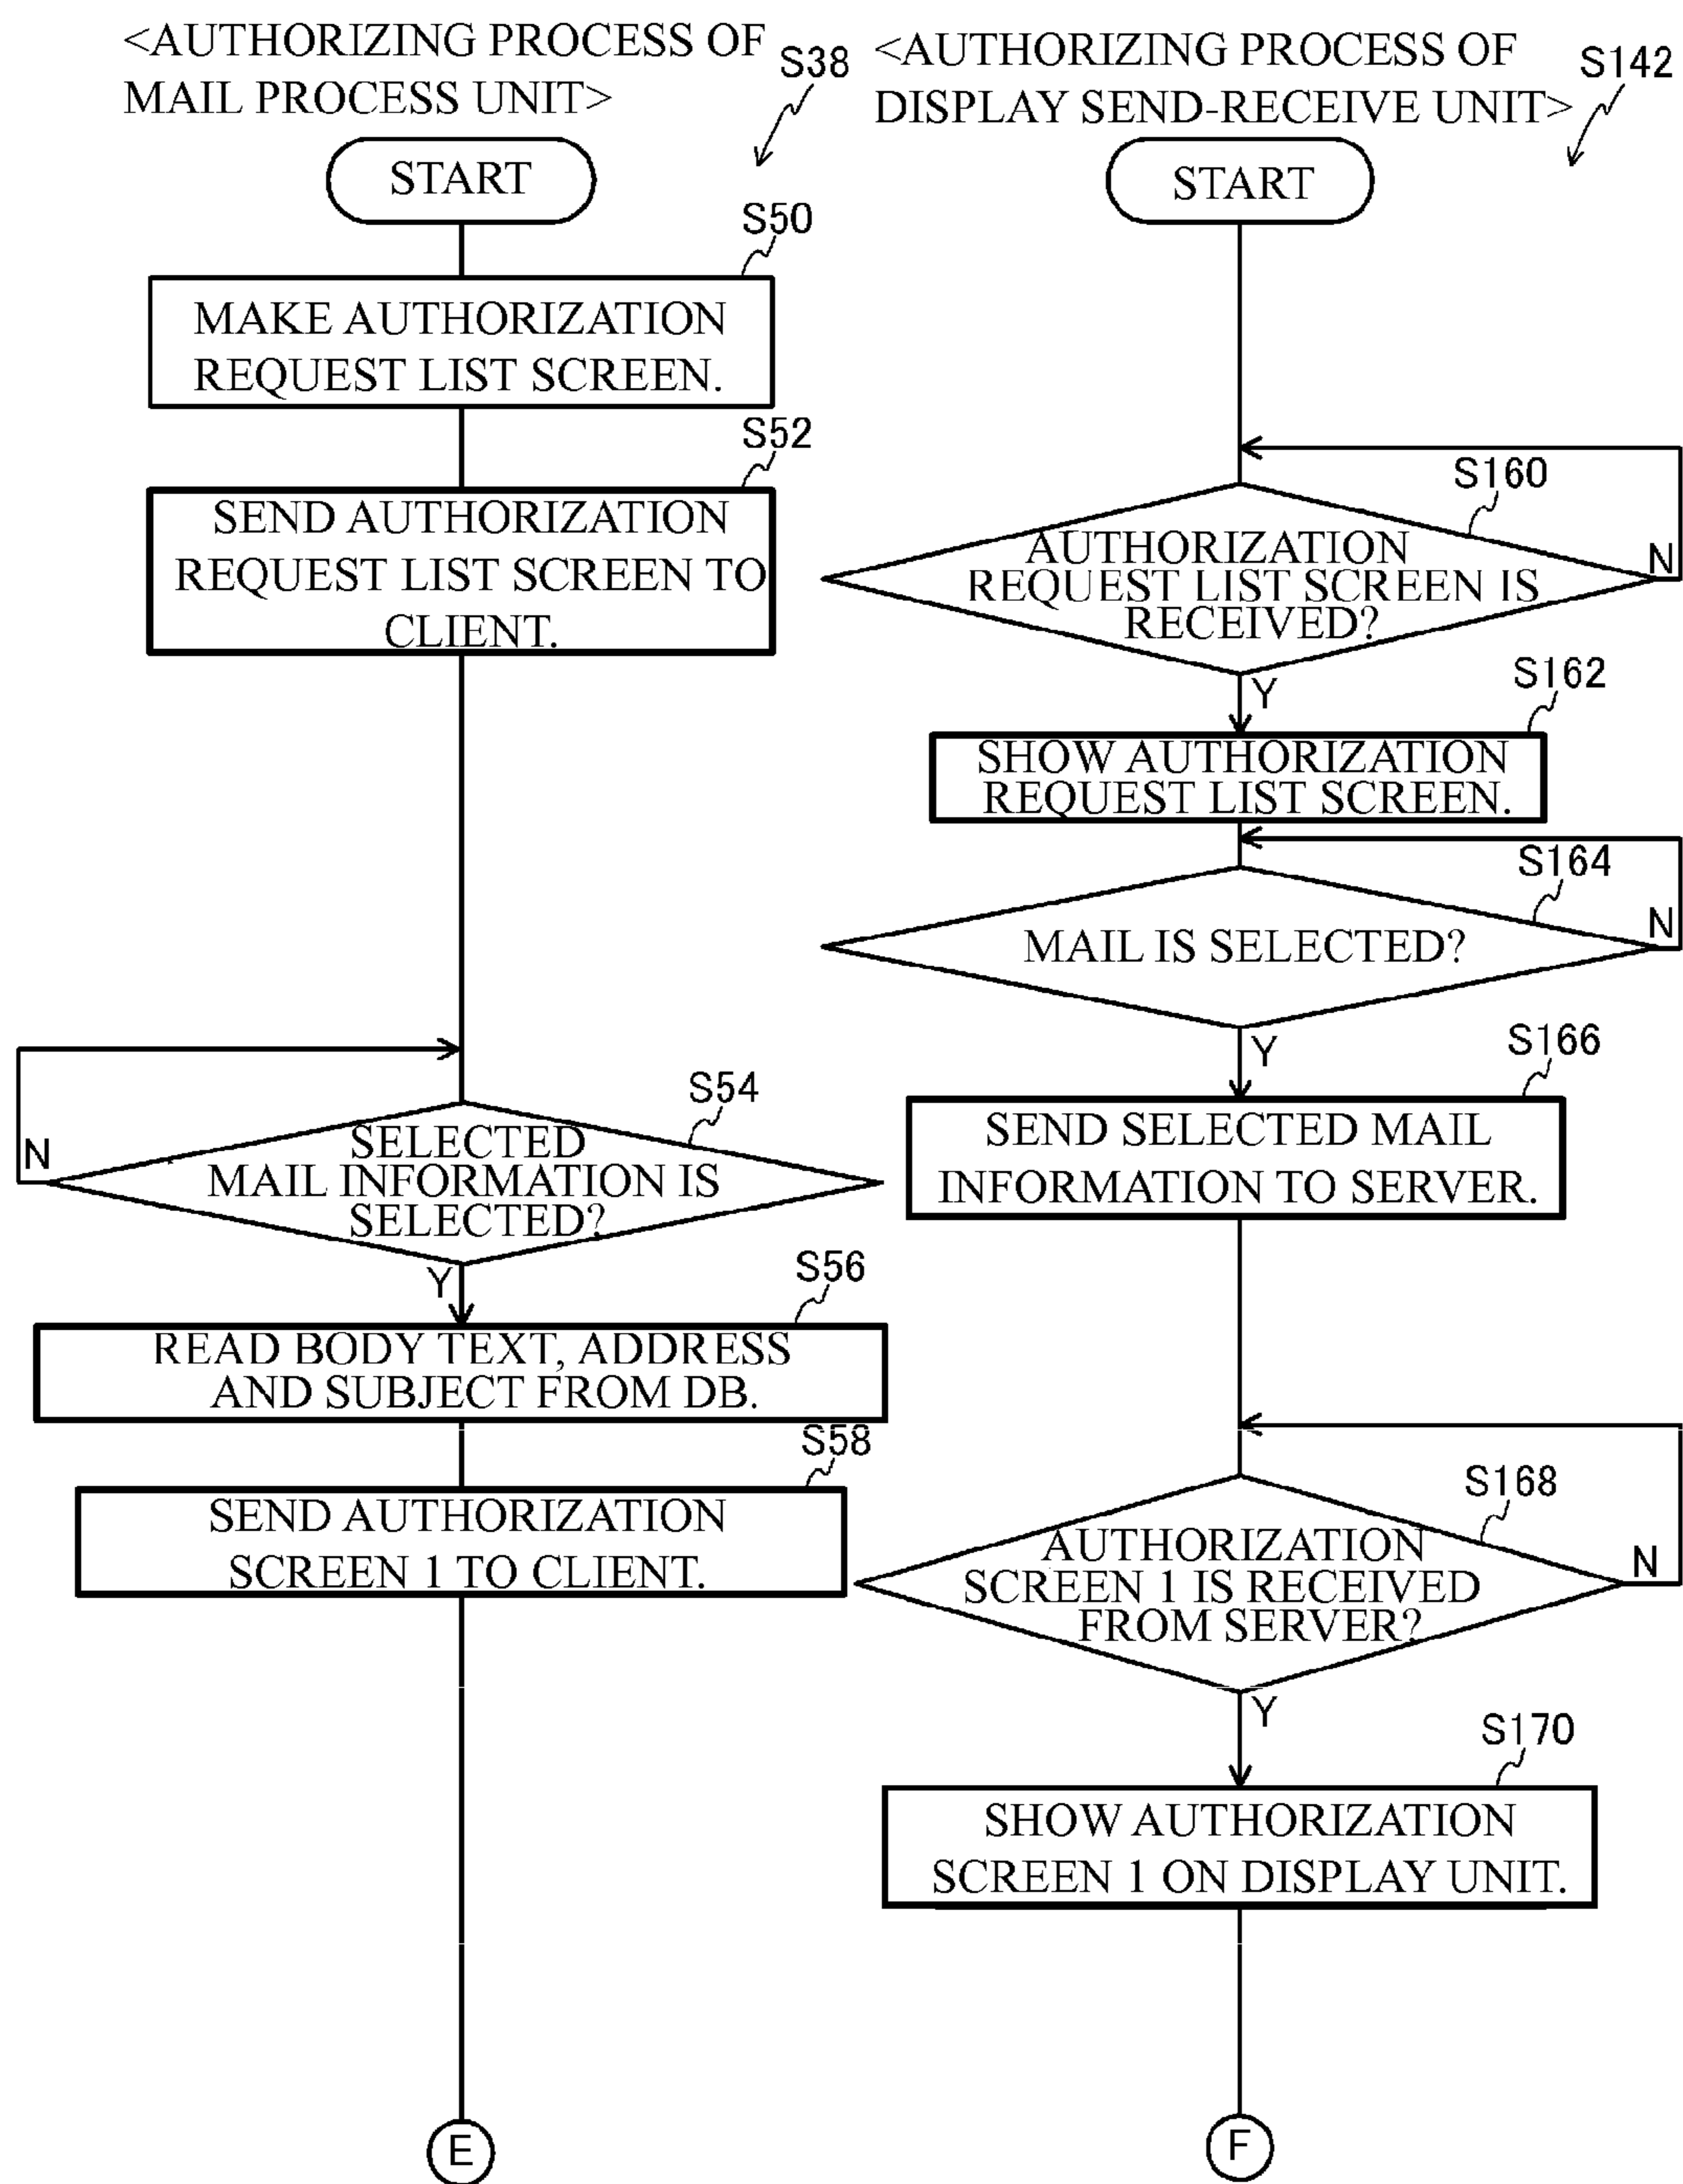 <AUTHORIZING PROCESS OF
MAIL PROCESS UNIT>
S38
START
S50
MAKE AUTHORIZATION
REQUEST LIST SCREEN.
S52
SEND AUTHORIZATION
REQUEST LIST SCREEN TO
CLIENT.
S54
SELECTED
MAIL INFORMATION IS
SELECTED?
N
Y
S56
READ BODY TEXT, ADDRESS
AND SUBJECT FROM DB.
S58
SEND AUTHORIZATION
SCREEN 1 TO CLIENT.
E
<AUTHORIZING PROCESS OF
DISPLAY SEND-RECEIVE UNIT>
S142
START
S160
AUTHORIZATION
REQUEST LIST SCREEN IS
RECEIVED?
N
Y
S162
SHOW AUTHORIZATION
REQUEST LIST SCREEN.
S164
MAIL IS SELECTED?
N
Y
S166
SEND SELECTED MAIL
INFORMATION TO SERVER.
S168
AUTHORIZATION
SCREEN 1 IS RECEIVED
FROM SERVER?
N
Y
S170
SHOW AUTHORIZATION
SCREEN 1 ON DISPLAY UNIT.
F